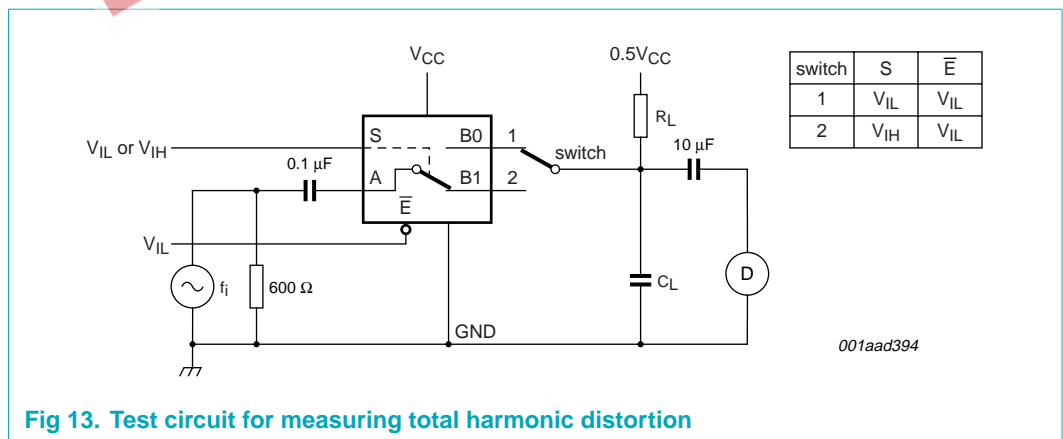 VCC
0.5VCC
switch S E̅
1 VIL VIL
2 VIH VIL
RL
S B0 1
VIL or VIH
switch
10 μF
0.1 μF
A B1 2
E̅
VIL
fi
600 Ω
CL
D
GND
001aad394
Fig 13. Test circuit for measuring total harmonic distortion